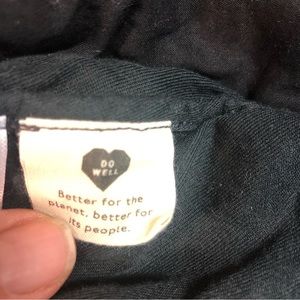 DO
WELL
Better for the
planet, better for
its people.